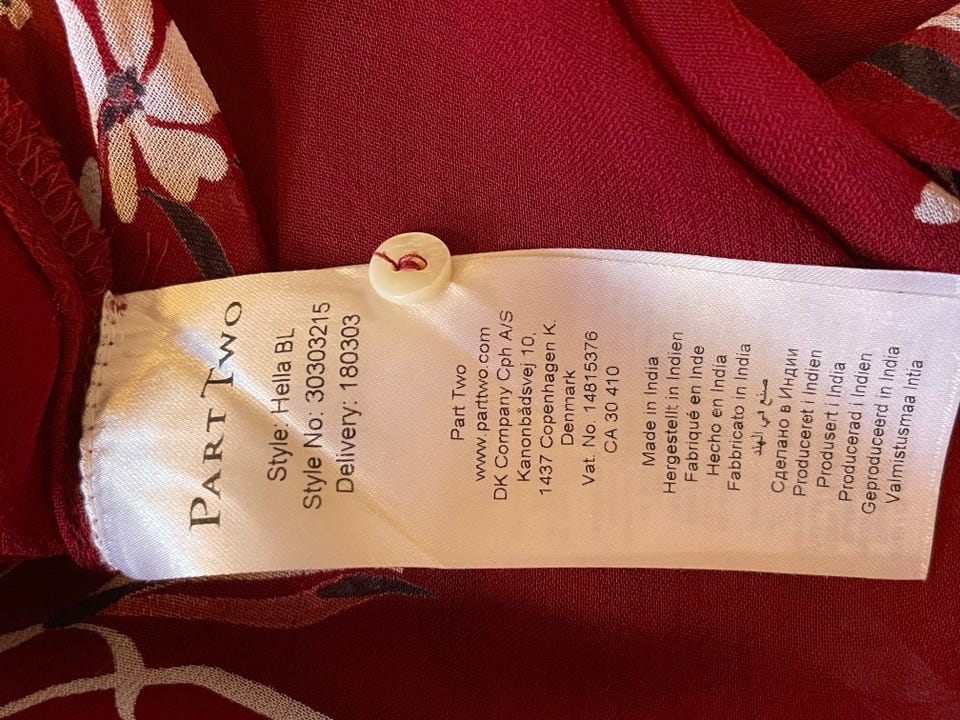 PART TWO
Style: Hella BL
Style No: 30303215
Delivery: 180303
Part Two
www.parttwo.com
DK Company Cph A/S
Kanonbådsvej 10,
1437 Copenhagen K.
Denmark
Vat. No. 14815376
CA 30 410
Made in India
Hergestellt in Indien
Fabriqué en Inde
Hecho en India
Fabbricato in India
صنع في الهند
Сделано в Индии
Produceret i Indien
Produsert i India
Producerad i Indien
Geproduceerd in India
Valmistusmaa Intia